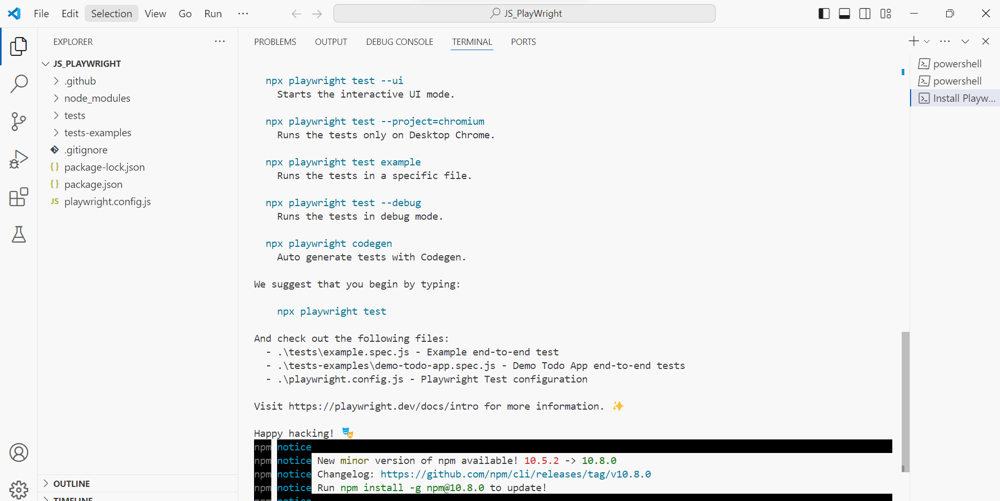 File Edit Selection View Go Run ···
JS_PlayWright
EXPLORER ···
JS_PLAYWRIGHT
.github
node_modules
tests
tests-examples
.gitignore
{} package-lock.json
{} package.json
JS playwright.config.js
OUTLINE
TIMELINE
PROBLEMS OUTPUT DEBUG CONSOLE TERMINAL PORTS
npx playwright test --ui
Starts the interactive UI mode.
npx playwright test --project=chromium
Runs the tests only on Desktop Chrome.
npx playwright test example
Runs the tests in a specific file.
npx playwright test --debug
Runs the tests in debug mode.
npx playwright codegen
Auto generate tests with Codegen.
We suggest that you begin by typing:
npx playwright test
And check out the following files:
- .\tests\example.spec.js - Example end-to-end test
- .\tests-examples\demo-todo-app.spec.js - Demo Todo App end-to-end tests
- .\playwright.config.js - Playwright Test configuration
Visit https://playwright.dev/docs/intro for more information. ✨
Happy hacking! 🎭
npm notice
npm notice New minor version of npm available! 10.5.2 -> 10.8.0
npm notice Changelog: https://github.com/npm/cli/releases/tag/v10.8.0
npm notice Run npm install -g npm@10.8.0 to update!
npm notice
powershell
powershell
Install Playw...